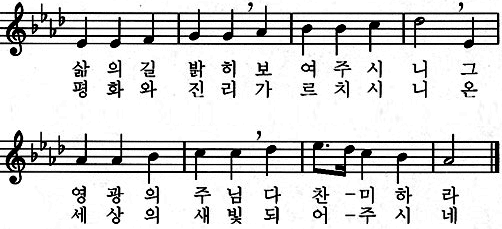 삶의길 밝히보 여주시 니그
평화와 진리가 르치시 니온
영광의 주님다 찬-미하 라
세상의 새빛되 어-주시 네